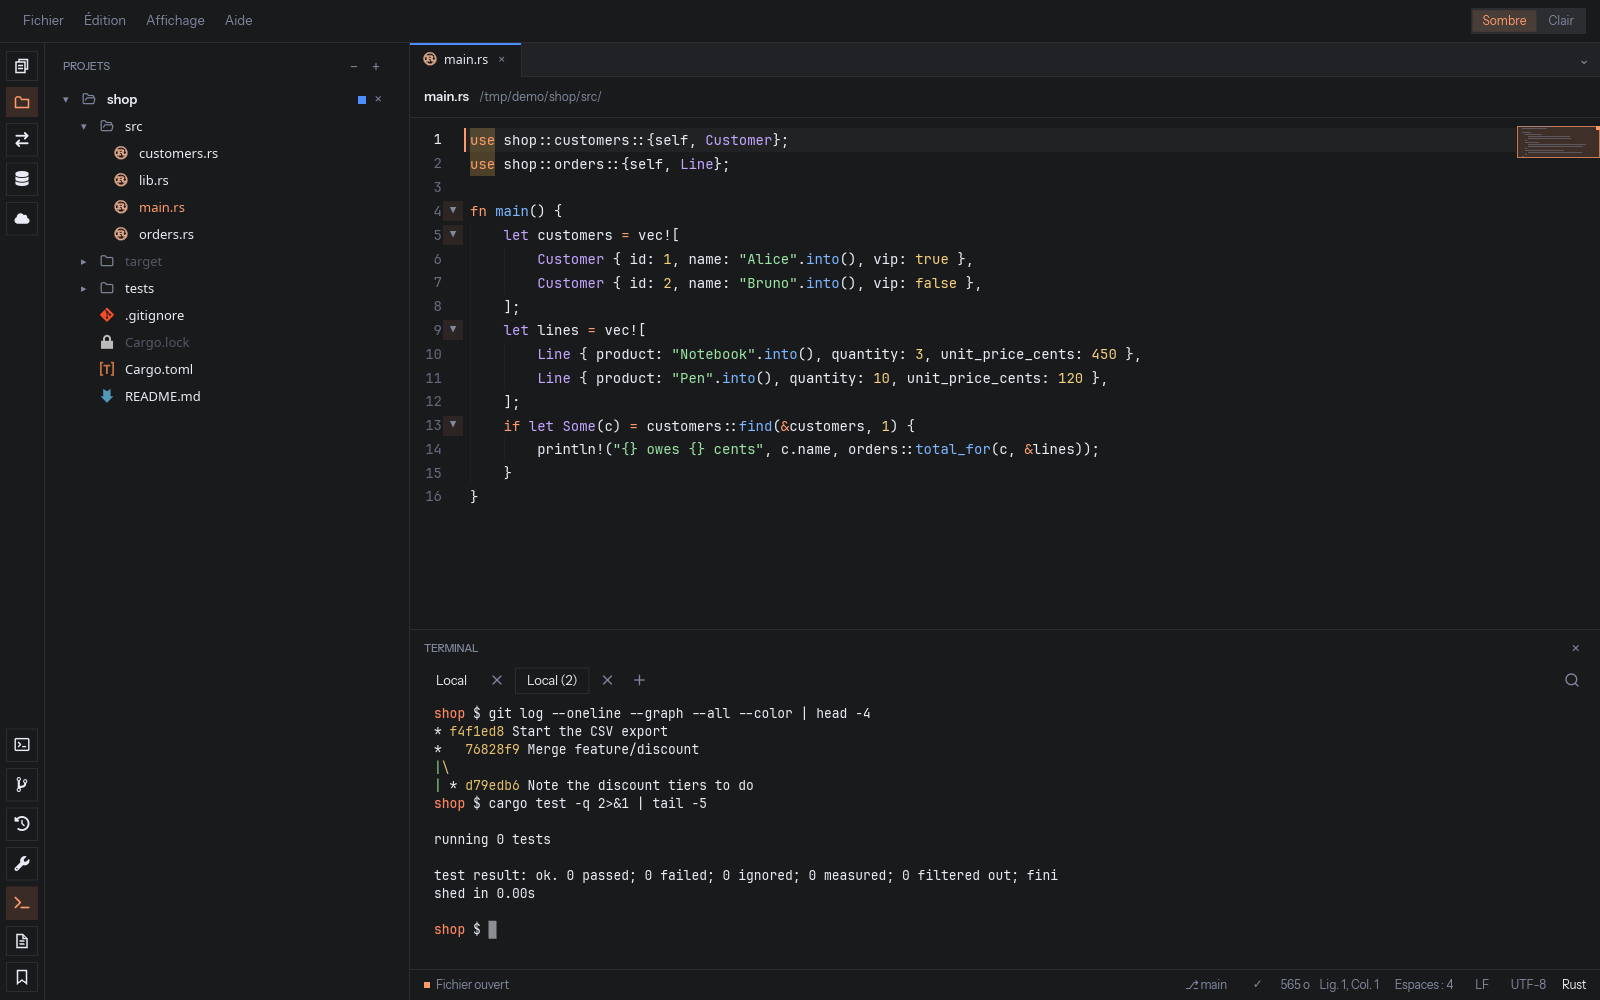 Fichier Édition Affichage Aide
Sombre Clair
PROJETS − +
shop
src
customers.rs
lib.rs
main.rs
orders.rs
target
tests
.gitignore
Cargo.lock
Cargo.toml
README.md
main.rs ×
main.rs /tmp/demo/shop/src/
1 use shop::customers::{self, Customer};
2 use shop::orders::{self, Line};
3
4 fn main() {
5 let customers = vec![
6 Customer { id: 1, name: "Alice".into(), vip: true },
7 Customer { id: 2, name: "Bruno".into(), vip: false },
8 ];
9 let lines = vec![
10 Line { product: "Notebook".into(), quantity: 3, unit_price_cents: 450 },
11 Line { product: "Pen".into(), quantity: 10, unit_price_cents: 120 },
12 ];
13 if let Some(c) = customers::find(&customers, 1) {
14 println!("{} owes {} cents", c.name, orders::total_for(c, &lines));
15 }
16 }
TERMINAL
Local Local (2)
shop $ git log --oneline --graph --all --color | head -4
* f4f1ed8 Start the CSV export
*   76828f9 Merge feature/discount
|\
| * d79edb6 Note the discount tiers to do
shop $ cargo test -q 2>&1 | tail -5
running 0 tests
test result: ok. 0 passed; 0 failed; 0 ignored; 0 measured; 0 filtered out; fini
shed in 0.00s
shop $
Fichier ouvert
main ✓ 565 o Lig. 1, Col. 1 Espaces : 4 LF UTF-8 Rust